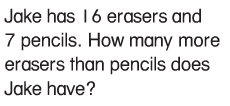 Jake has 16 erasers and
7 pencils. How many more
erasers than pencils does
Jake have?